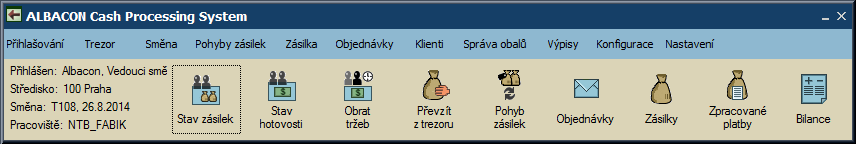 ALBACON Cash Processing System
Přihlašování Trezor Směna Pohyby zásilek Zásilka Objednávky Klienti Správa obalů Výpisy Konfigurace Nastavení
Přihlášen: Albacon, Vedoucí smě
Středisko: 100 Praha
Směna: T108, 26.8.2014
Pracoviště: NTB_FABIK
Stav zásilek
Stav
hotovosti
Obrat
tržeb
Převzít
z trezoru
Pohyb
zásilek
Objednávky
Zásilky
Zpracované
platby
Bilance